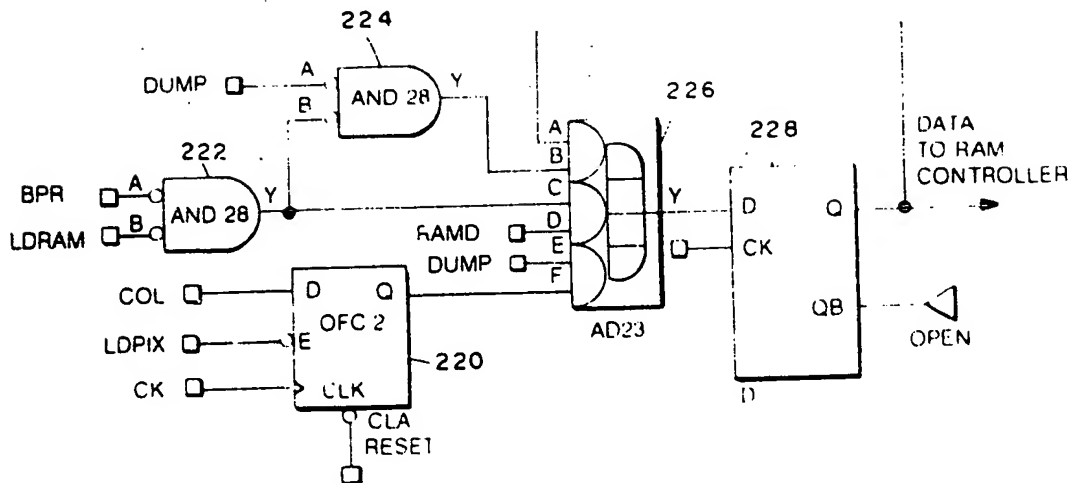 224
DUMP
A
B
AND 28
Y
226
A
B
C
D
E
F
228
DATA
TO RAM
CONTROLLER
222
BPR
A
LDRAM
B
AND 28
Y
RAMD
DUMP
Y
D
Q
CK
QB
OPEN
AD23
D
COL
D
Q
OFC 2
LDPIX
E
220
CK
CLK
CLA
RESET